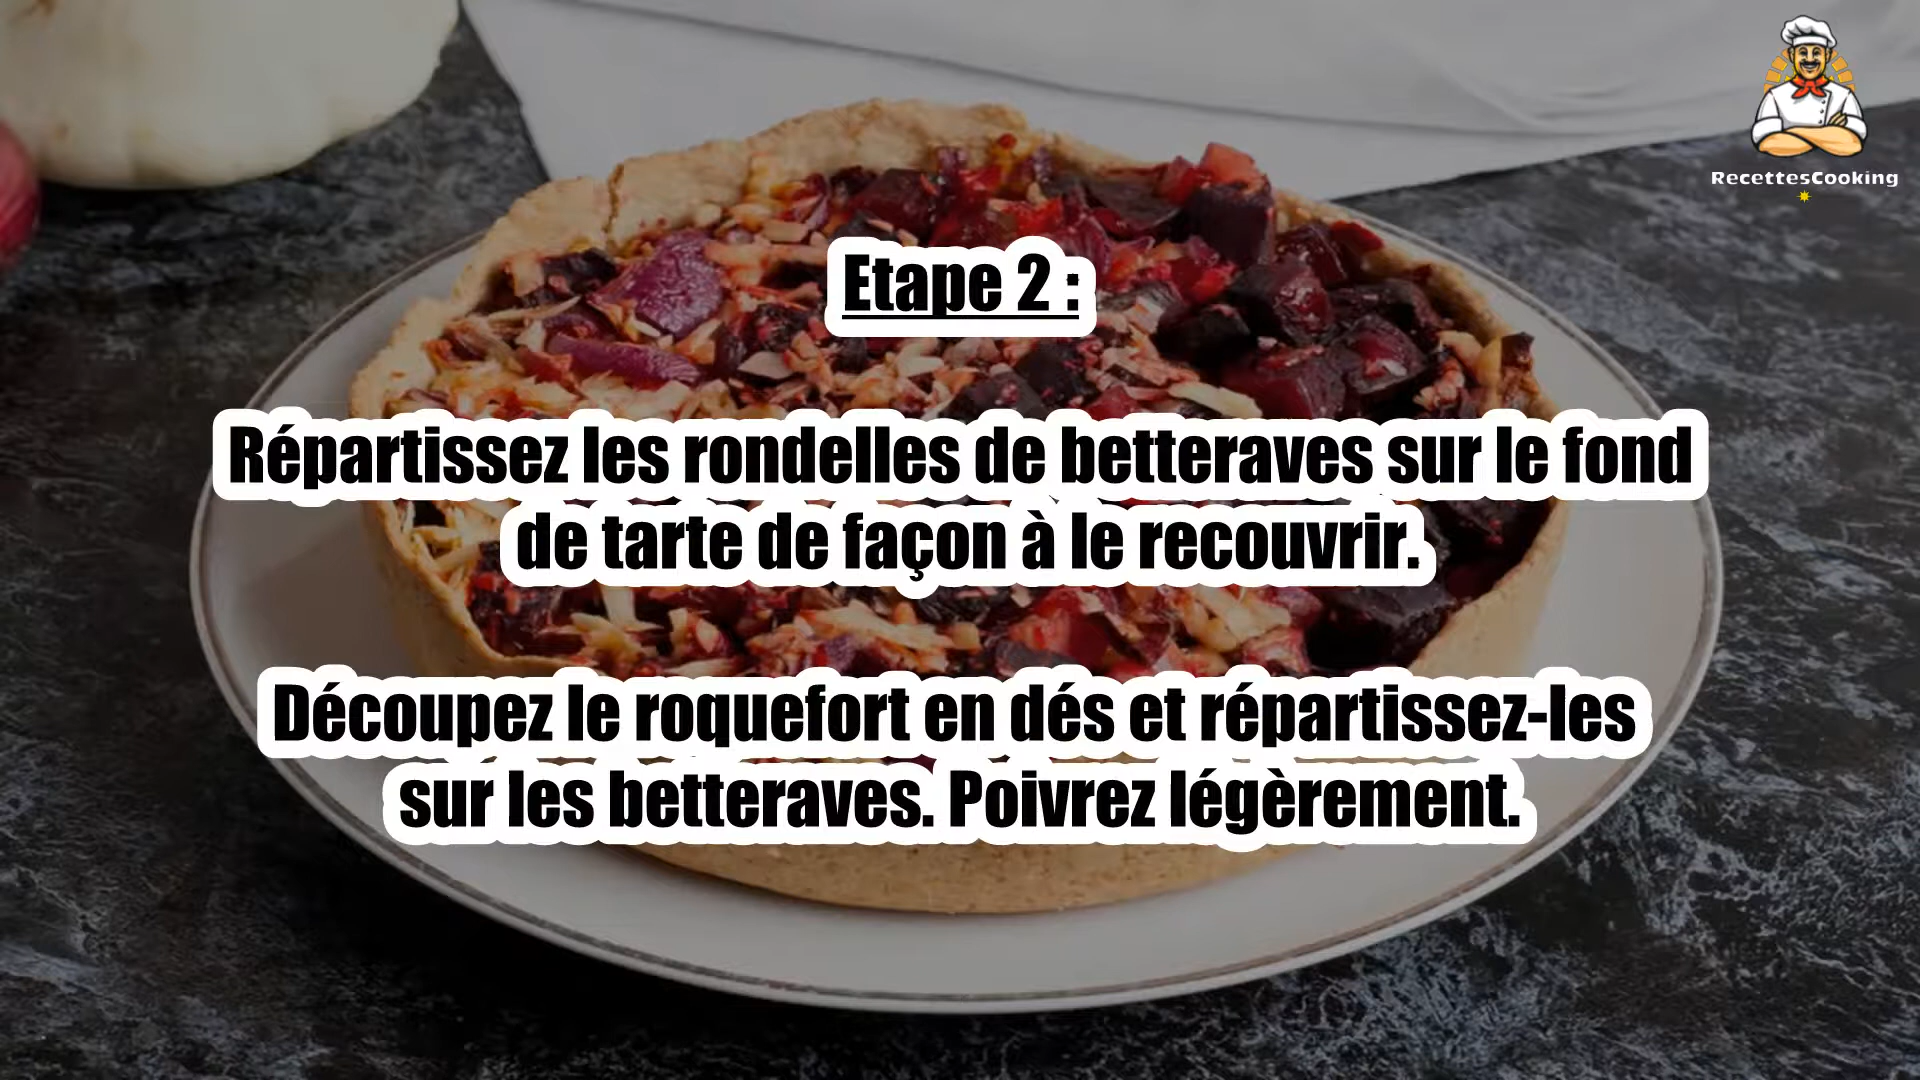 RecettesCooking
Etape 2 :
Répartissez les rondelles de betteraves sur le fond
de tarte de façon à le recouvrir.
Découpez le roquefort en dés et répartissez-les
sur les betteraves. Poivrez légèrement.